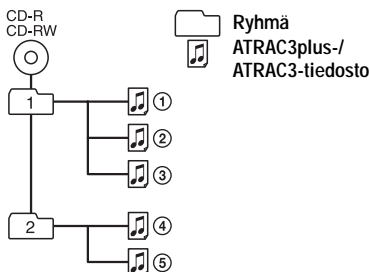 CD-R
CD-RW
Ryhmä
ATRAC3plus-/
ATRAC3-tiedosto
1
①
②
③
2
④
⑤